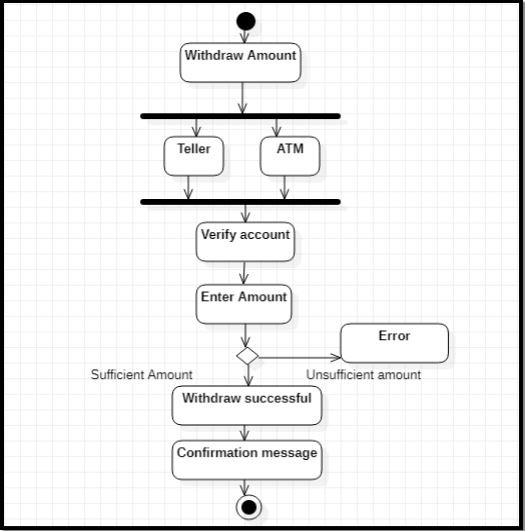 Withdraw Amount
Teller
ATM
Verify account
Enter Amount
Error
Sufficient Amount
Unsufficient amount
Withdraw successful
Confirmation message